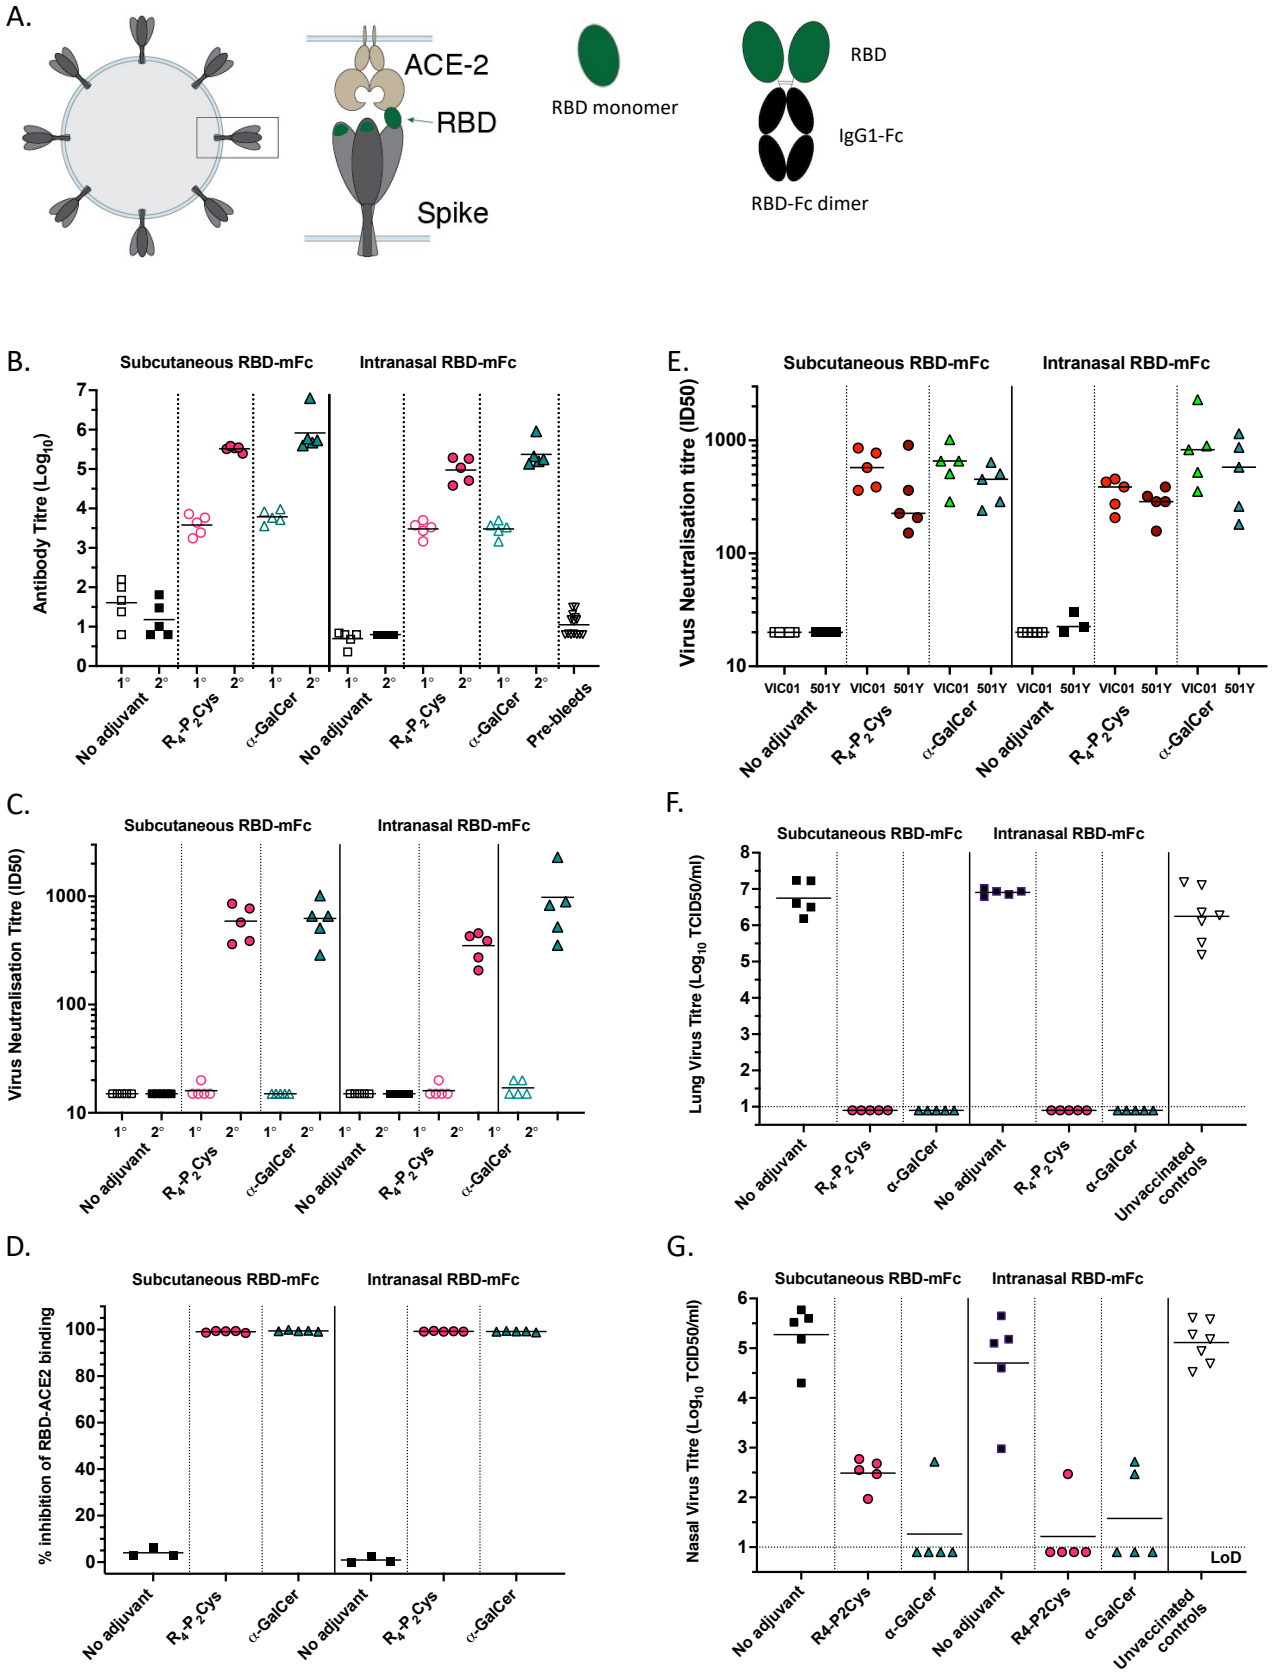 A.
ACE-2
RBD
Spike
RBD monomer
RBD
IgG1-Fc
RBD-Fc dimer
B.
Subcutaneous RBD-mFc
Intranasal RBD-mFc
Antibody Titre (Log10)
7
6
5
4
3
2
1
0
1° 2° 1° 2° 1° 2° 1° 2° 1° 2° 1° 2°
No adjuvant
R4-P2Cys
α-GalCer
No adjuvant
R4-P2Cys
α-GalCer
Pre-bleeds
C.
Subcutaneous RBD-mFc
Intranasal RBD-mFc
Virus Neutralisation Titre (ID50)
1000
100
10
1° 2° 1° 2° 1° 2° 1° 2° 1° 2° 1° 2°
No adjuvant
R4-P2Cys
α-GalCer
No adjuvant
R4-P2Cys
α-GalCer
D.
Subcutaneous RBD-mFc
Intranasal RBD-mFc
% inhibition of RBD-ACE2 binding
100
80
60
40
20
0
No adjuvant
R4-P2Cys
α-GalCer
No adjuvant
R4-P2Cys
α-GalCer
E.
Subcutaneous RBD-mFc
Intranasal RBD-mFc
Virus Neutralisation titre (ID50)
1000
100
10
VIC01 501Y VIC01 501Y VIC01 501Y VIC01 501Y VIC01 501Y VIC01 501Y
No adjuvant
R4-P2Cys
α-GalCer
No adjuvant
R4-P2Cys
α-GalCer
F.
Subcutaneous RBD-mFc
Intranasal RBD-mFc
Lung Virus Titre (Log10 TCID50/ml)
8
7
6
5
4
3
2
1
No adjuvant
R4-P2Cys
α-GalCer
No adjuvant
R4-P2Cys
α-GalCer
Unvaccinated
controls
G.
Subcutaneous RBD-mFc
Intranasal RBD-mFc
Nasal Virus Titre (Log10 TCID50/ml)
6
5
4
3
2
1
LoD
No adjuvant
R4-P2Cys
α-GalCer
No adjuvant
R4-P2Cys
α-GalCer
Unvaccinated
controls